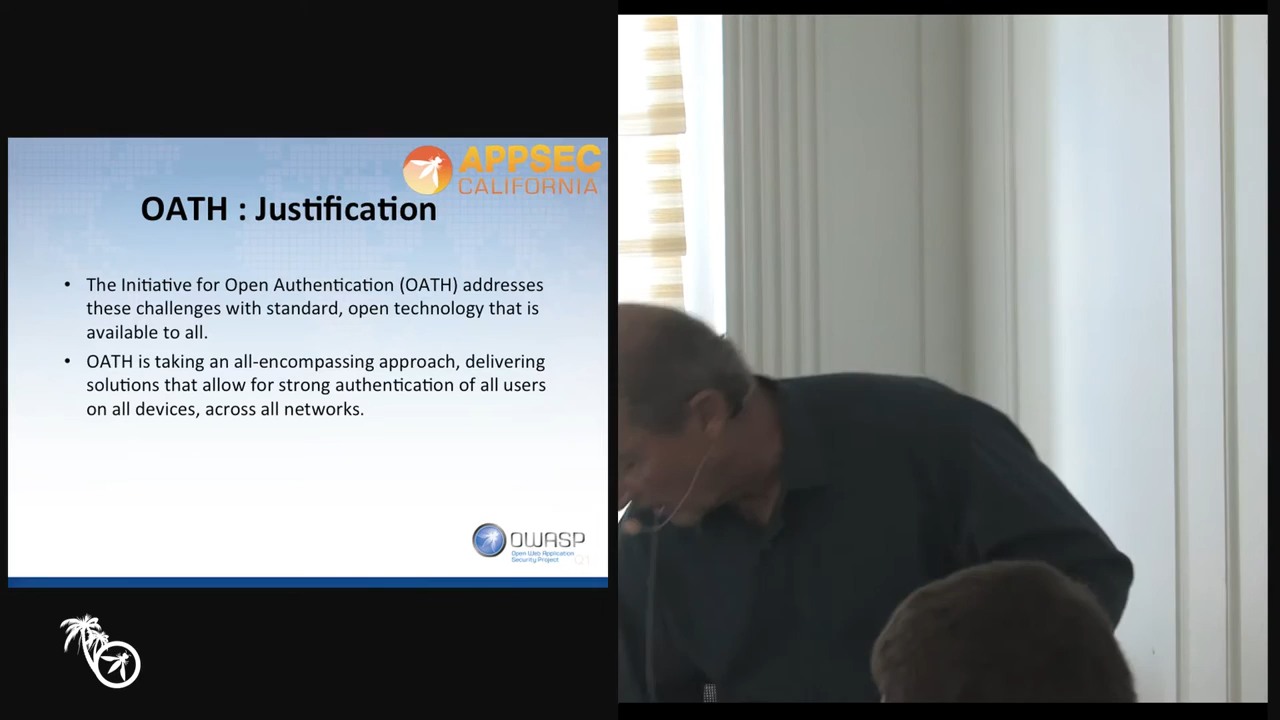 APPSEC
CALIFORNIA
OATH : Justification
• The Initiative for Open Authentication (OATH) addresses
these challenges with standard, open technology that is
available to all.
• OATH is taking an all-encompassing approach, delivering
solutions that allow for strong authentication of all users
on all devices, across all networks.
OWASP
Open Web Application
Security Project